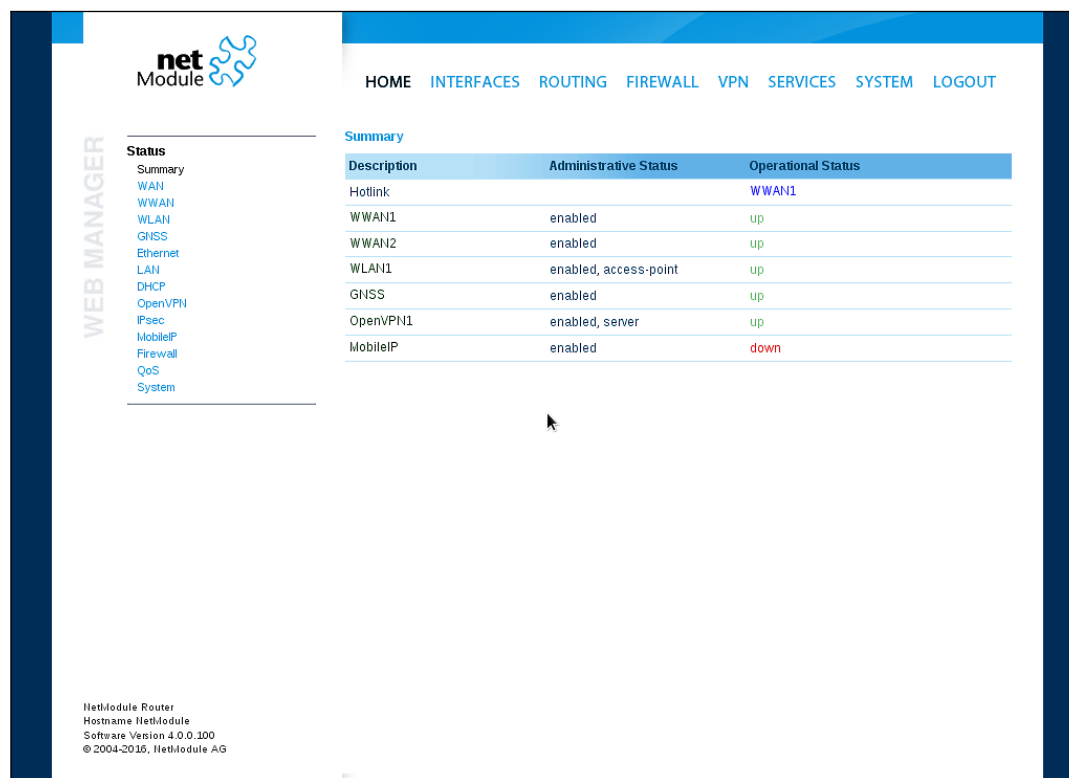 net
Module
HOME INTERFACES ROUTING FIREWALL VPN SERVICES SYSTEM LOGOUT
WEB MANAGER
Status
Summary
WAN
WWAN
WLAN
GNSS
Ethernet
LAN
DHCP
OpenVPN
IPsec
MobileIP
Firewall
QoS
System
Summary
Description Administrative Status Operational Status
Hotlink WWAN1
WWAN1 enabled up
WWAN2 enabled up
WLAN1 enabled, access-point up
GNSS enabled up
OpenVPN1 enabled, server up
MobileIP enabled down
NetModule Router
Hostname NetModule
Software Version 4.0.0.100
© 2004-2016, NetModule AG